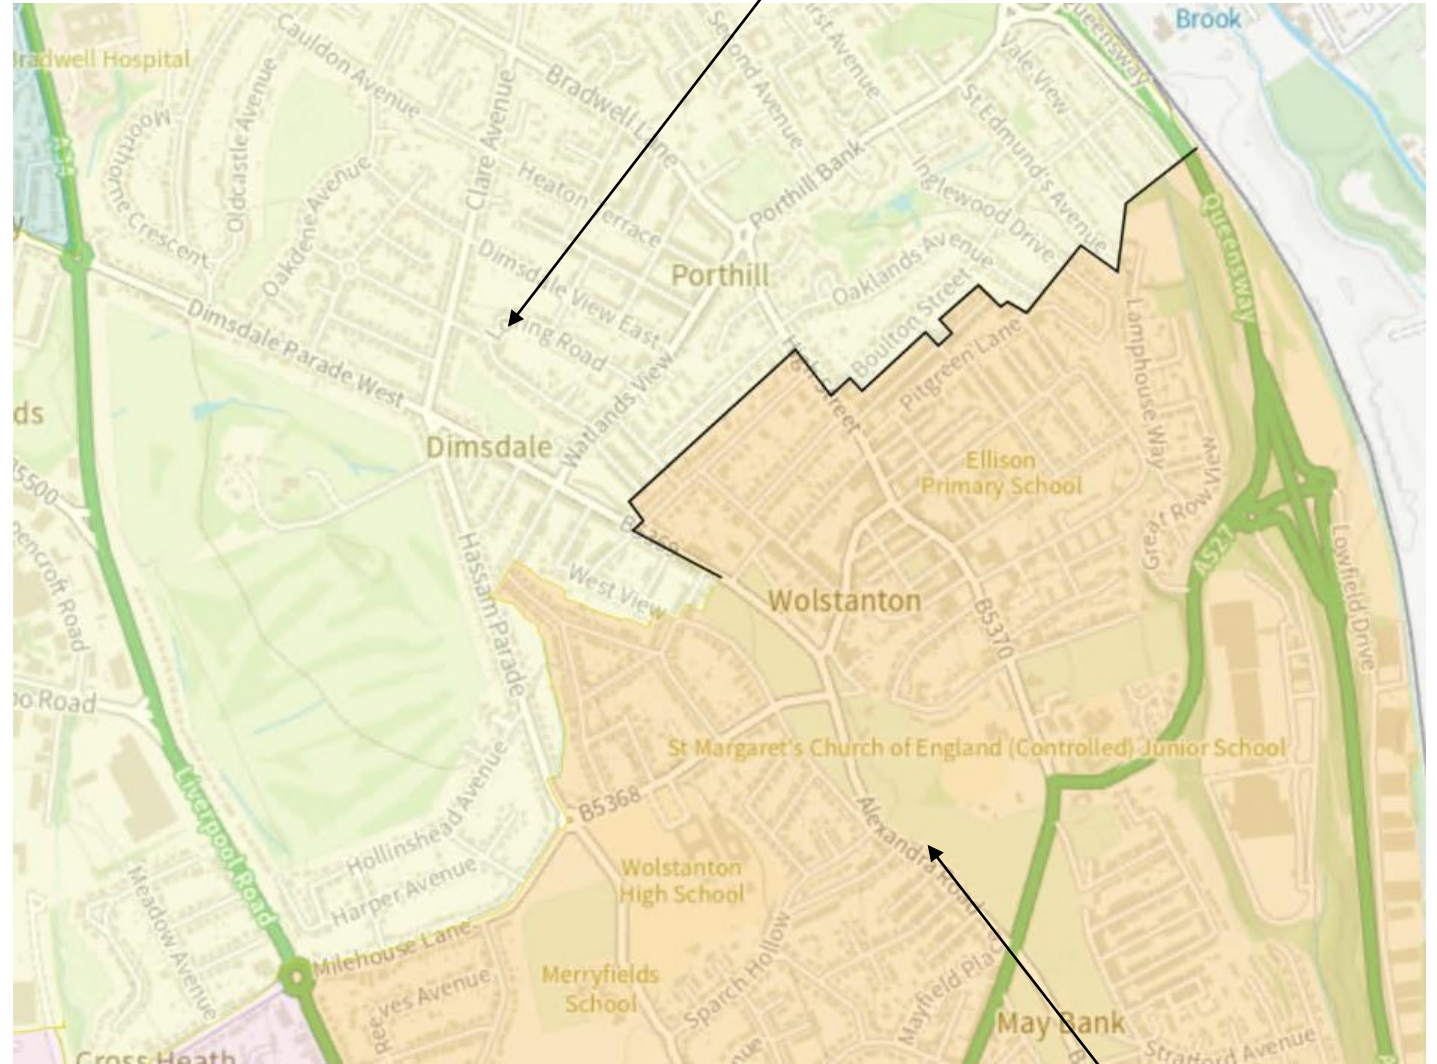 Brook
Queensway
Bradwell Hospital
Cauldon Avenue
Second Avenue
Vale View
Bradwell Lane
Clare Avenue
Oldcastle Avenue
St Edmund's Avenue
Moorthorne Crescent
A34
Heaton Terrace
Porthill Bank
Inglewood Drive
Oakdene Avenue
Queensway
Dimsdale View East
Porthill
Oaklands Avenue
Boulton Street
Dimsdale Parade West
Road
Lamphouse Way
Pitgreen Lane
Watlands View
ds
Dimsdale
Ellison
Primary School
Great Row View
A527
Lowfield Drive
Hassam Parade
West View
Wolstanton
B5370
St Margaret's Church of England (Controlled) Junior School
Liverpool Road
B5368
Hollinshead Avenue
Alexandra Road
Harper Avenue
Wolstanton
High School
Meadow Avenue
Milehouse Lane
Merryfields
School
Sparch Hollow
Mayfield Place
May Bank
Stratford Avenue
Cross Heath